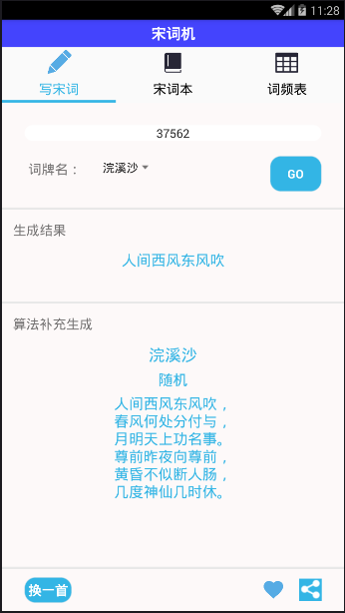 11:28
宋词机
写宋词
宋词本
词频表
37562
词牌名：
浣溪沙
GO
生成结果
人间西风东风吹
算法补充生成
浣溪沙
随机
人间西风东风吹，
春风何处分付与，
月明天上功名事。
尊前昨夜向尊前，
黄昏不似断人肠，
几度神仙几时休。
换一首